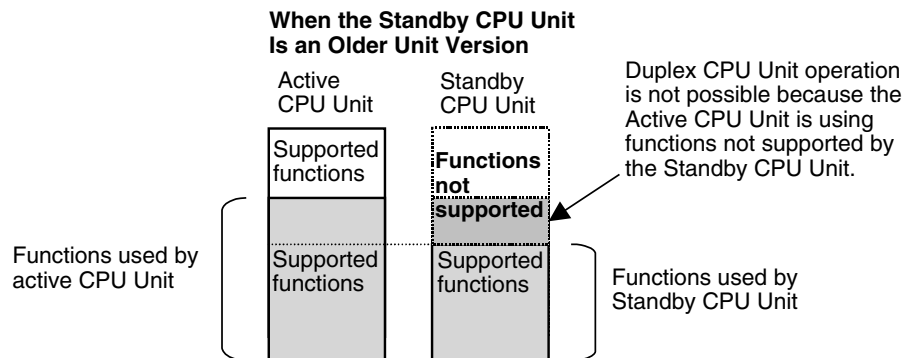 When the Standby CPU Unit
Is an Older Unit Version
Active
CPU Unit
Standby
CPU Unit
Duplex CPU Unit operation
is not possible because the
Active CPU Unit is using
functions not supported by
the Standby CPU Unit.
Supported
functions
Functions
not
supported
Functions used by
active CPU Unit
Supported
functions
Supported
functions
Functions used by
Standby CPU Unit